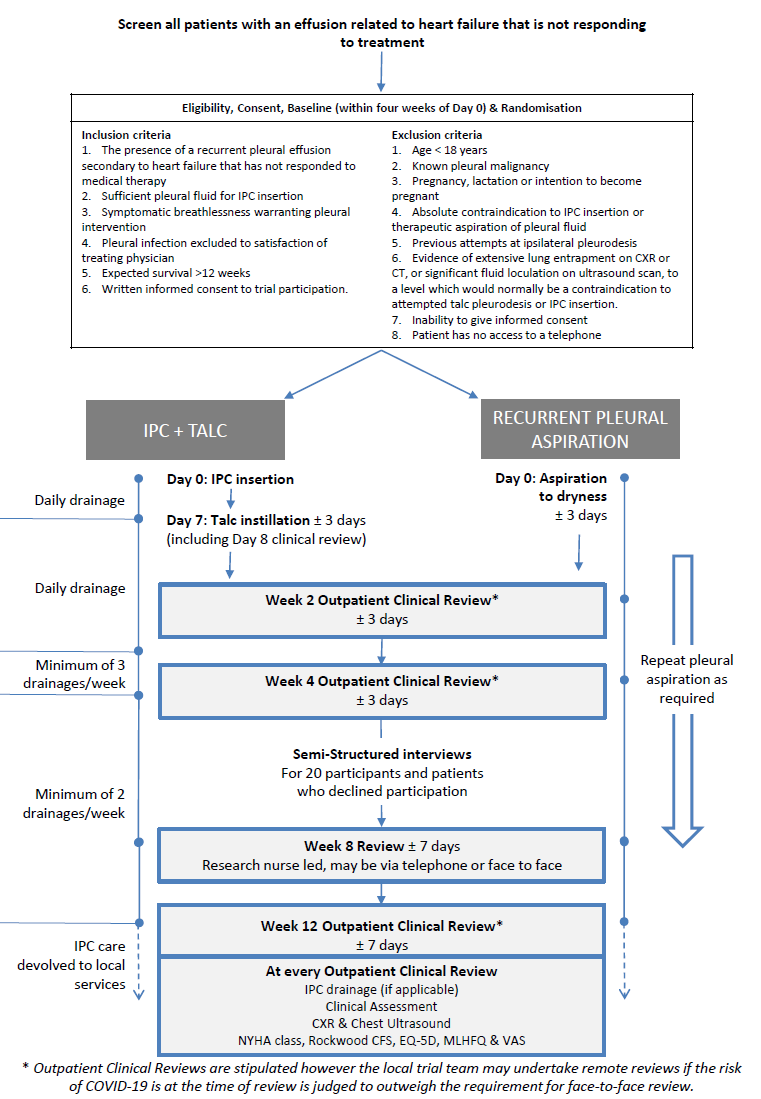 Screen all patients with an effusion related to heart failure that is not responding
to treatment
Eligibility, Consent, Baseline (within four weeks of Day 0) & Randomisation
Inclusion criteria
1. The presence of a recurrent pleural effusion
secondary to heart failure that has not responded to
medical therapy
2. Sufficient pleural fluid for IPC insertion
3. Symptomatic breathlessness warranting pleural
intervention
4. Pleural infection excluded to satisfaction of
treating physician
5. Expected survival >12 weeks
6. Written informed consent to trial participation.
Exclusion criteria
1. Age < 18 years
2. Known pleural malignancy
3. Pregnancy, lactation or intention to become
pregnant
4. Absolute contraindication to IPC insertion or
therapeutic aspiration of pleural fluid
5. Previous attempts at ipsilateral pleurodesis
6. Evidence of extensive lung entrapment on CXR or
CT, or significant fluid loculation on ultrasound scan, to
a level which would normally be a contraindication to
attempted talc pleurodesis or IPC insertion.
7. Inability to give informed consent
8. Patient has no access to a telephone
IPC + TALC
RECURRENT PLEURAL
ASPIRATION
Daily drainage
Day 0: IPC insertion
Day 7: Talc instillation ± 3 days
(including Day 8 clinical review)
Day 0: Aspiration
to dryness
± 3 days
Daily drainage
Week 2 Outpatient Clinical Review*
± 3 days
Minimum of 3
drainages/week
Week 4 Outpatient Clinical Review*
± 3 days
Repeat pleural
aspiration as
required
Semi-Structured interviews
For 20 participants and patients
who declined participation
Minimum of 2
drainages/week
Week 8 Review ± 7 days
Research nurse led, may be via telephone or face to face
Week 12 Outpatient Clinical Review*
± 7 days
IPC care
devolved to local
services
At every Outpatient Clinical Review
IPC drainage (if applicable)
Clinical Assessment
CXR & Chest Ultrasound
NYHA class, Rockwood CFS, EQ-5D, MLHFQ & VAS
* Outpatient Clinical Reviews are stipulated however the local trial team may undertake remote reviews if the risk
of COVID-19 is at the time of review is judged to outweigh the requirement for face-to-face review.